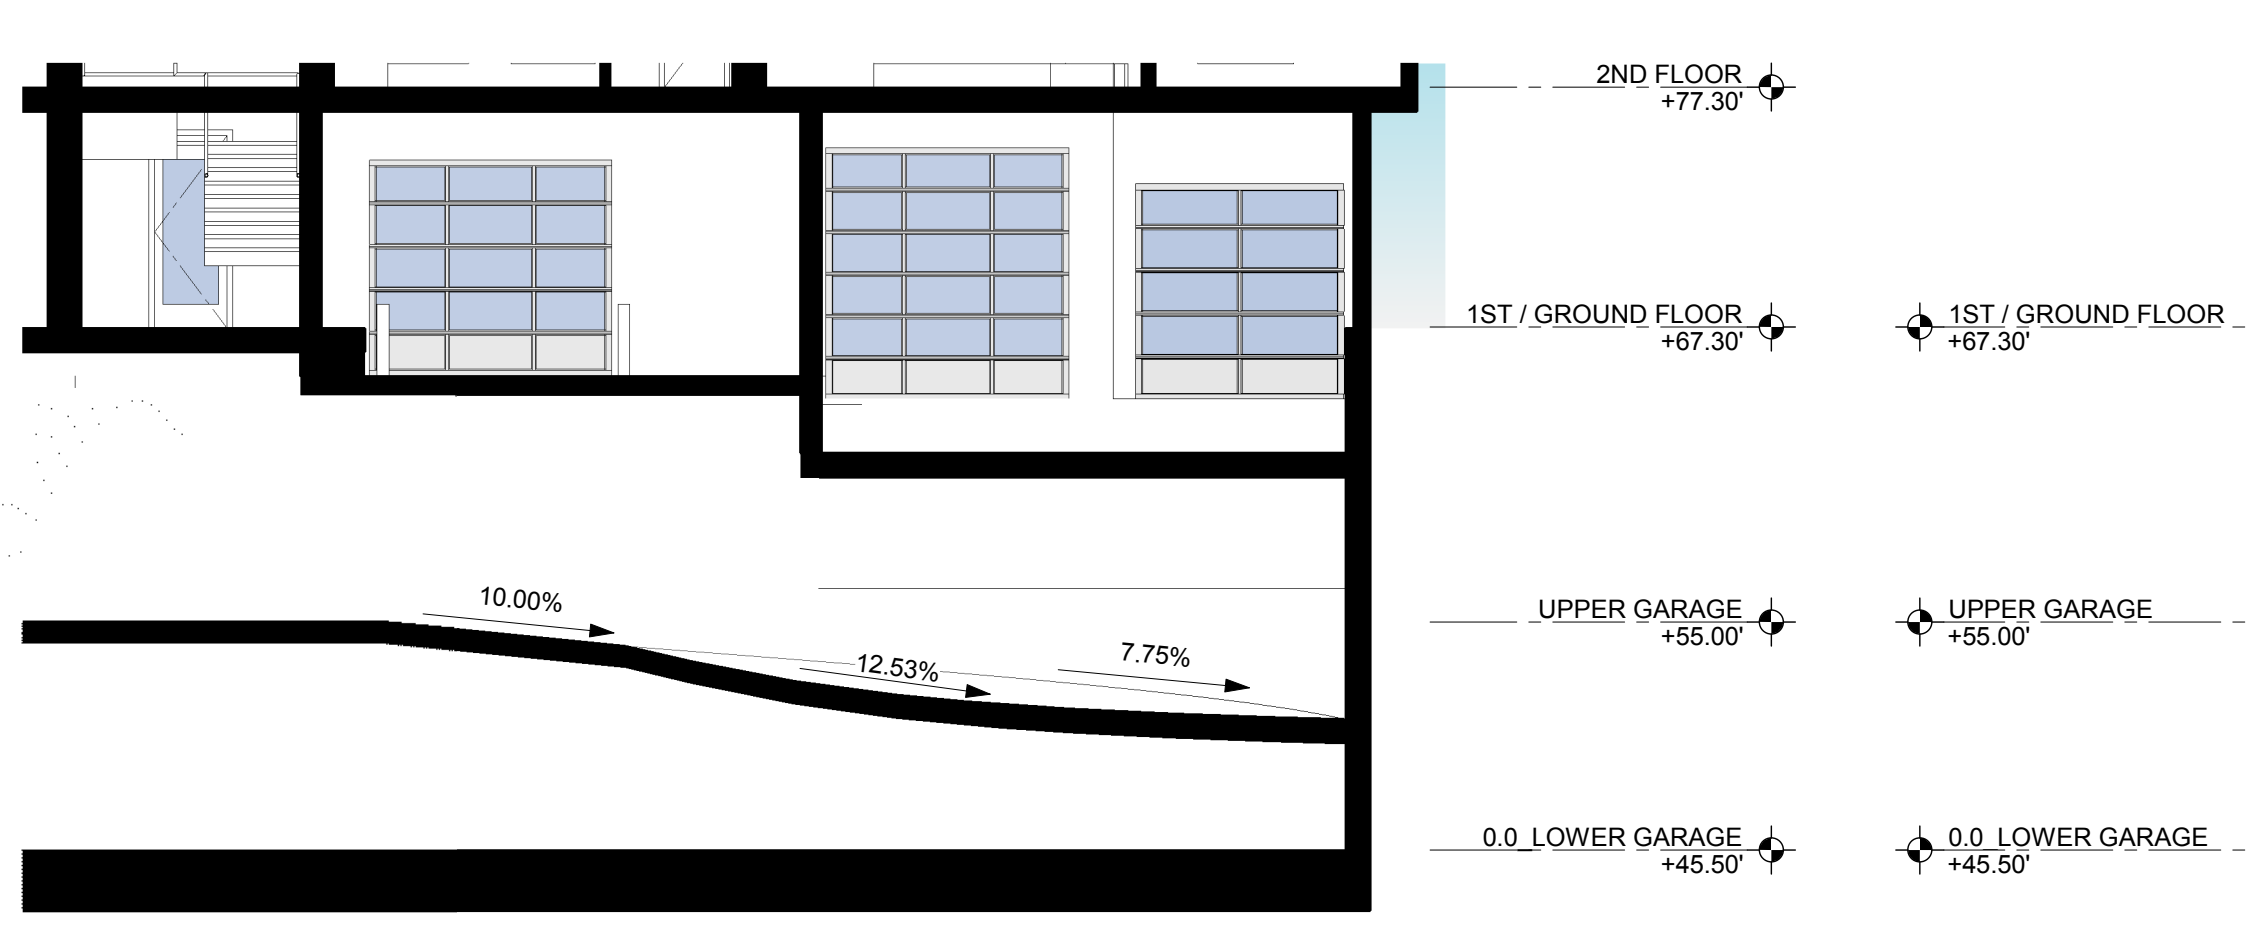 2ND FLOOR
+77.30'
1ST / GROUND FLOOR
+67.30'
1ST / GROUND FLOOR
+67.30'
10.00%
12.53%
7.75%
UPPER GARAGE
+55.00'
UPPER GARAGE
+55.00'
0.0_LOWER GARAGE
+45.50'
0.0_LOWER GARAGE
+45.50'